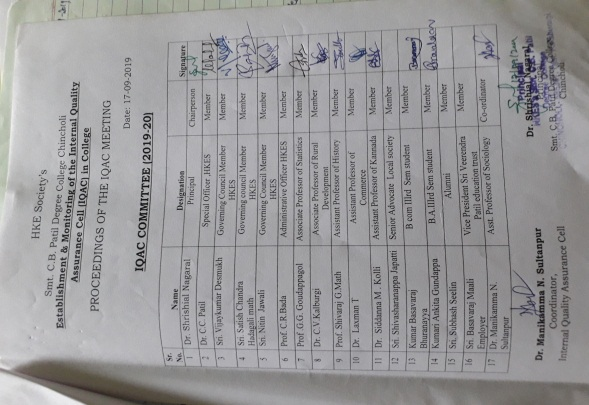 HKE Society's
Smt. C.B. Patil Degree College Chincholi
Establishment & Monitoring of the Internal Quality
Assurance Cell (IQAC) in College
PROCEEDINGS OF THE IQAC MEETING
Date: 17-09-2019
IQAC COMMITTEE (2019-20)
Sr. No. Name Designation Signature
1 Dr. Shrishial Nagaral Principal Chairperson
2 Dr. C.C. Patil Special Officer ,HKES Member
3 Sri. Vijaykumar Desmukh Governing Council Member HKES Member
4 Sri. Satish Chandra Hadagali math Governing council Member HKES Member
5 Sri. Nitin Jawali Governing Council Member HKES Member
6 Prof. C.R.Bada Administrative Officer HKES Member
7 Prof .G.G. Goudappagol Associate Professor of Statistics Member
8 Dr. C.V.Kalburgi Associate Professor of Rural Development Member
9 Prof. Shivaraj G.Math Assistant Professor of History Member
10 Dr. Laxman T Assistant Professor of Commerce Member
11 Dr. Siddanna M . Kolli Assistant Professor of Kannada Member
12 Sri. Shivasharanappa Japatti Senior Advocate Local society Member
13 Kumar Basavaraj Bhuranayya B com IIIrd Sem student Member
14 Kumari Ankita Gundappa B.A.IIIrd Sem student Member
15 Sri, Subhash Seelin Alumni Member
16 Sri. Basavraj Maali Employer Vice President Sri.Veerendra Patil education trust Member
17 Dr. Manikamma N. Sultanpur Asst. Professor of Sociology Co-ordinator
Dr. Manikamma N. Sultanpur
Coordinator,
Internal Quality Assurance Cell
Dr. Shrishial Nagaral
Smt. C.B. Patil Degree College
Chincholi